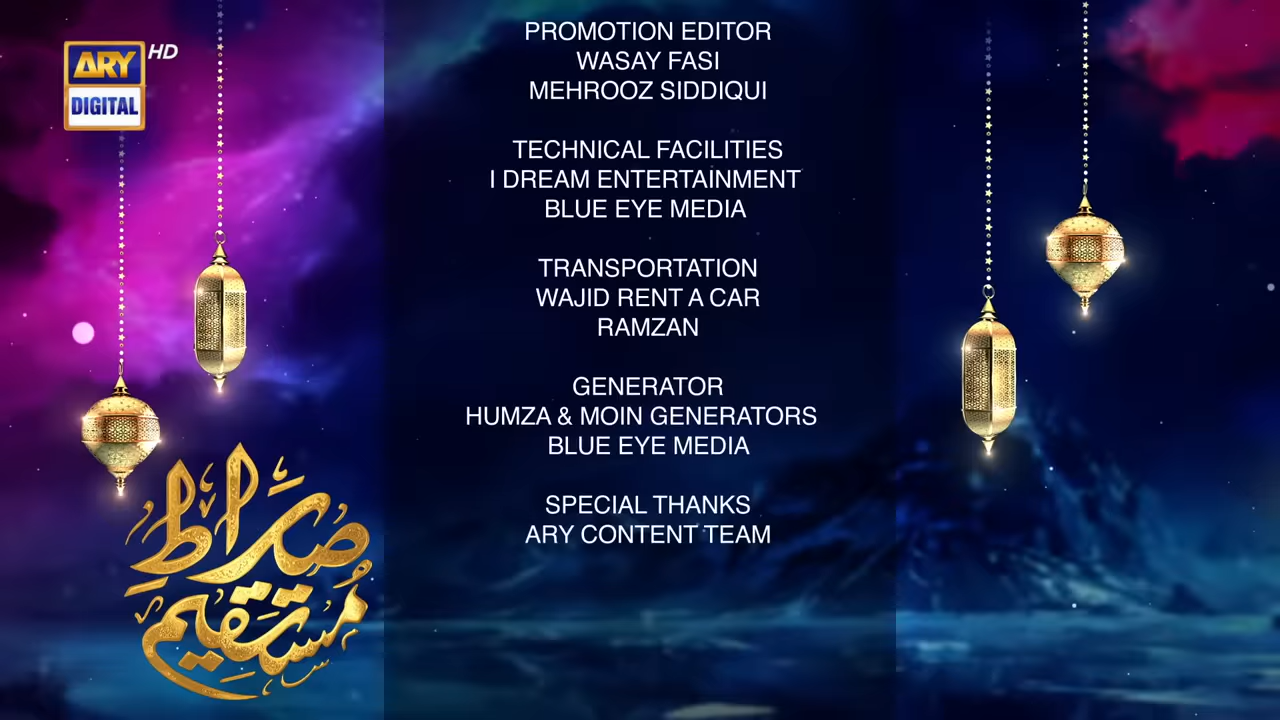 ARY HD
DIGITAL
PROMOTION EDITOR
WASAY FASI
MEHROOZ SIDDIQUI
TECHNICAL FACILITIES
I DREAM ENTERTAINMENT
BLUE EYE MEDIA
TRANSPORTATION
WAJID RENT A CAR
RAMZAN
GENERATOR
HUMZA & MOIN GENERATORS
BLUE EYE MEDIA
SPECIAL THANKS
ARY CONTENT TEAM
صراطِ
مُستقیم